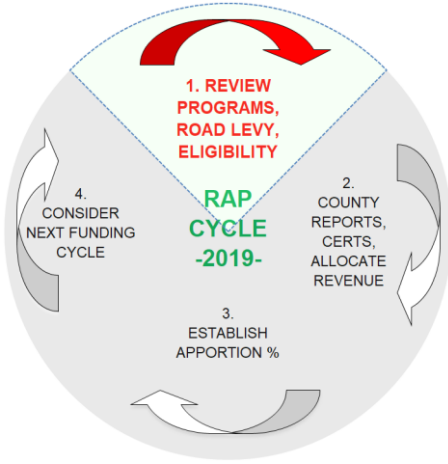 1. REVIEW
PROGRAMS,
ROAD LEVY,
ELIGIBILITY
RAP
CYCLE
-2019-
2.
COUNTY
REPORTS,
CERTS,
ALLOCATE
REVENUE
3.
ESTABLISH
APPORTION %
4.
CONSIDER
NEXT FUNDING
CYCLE